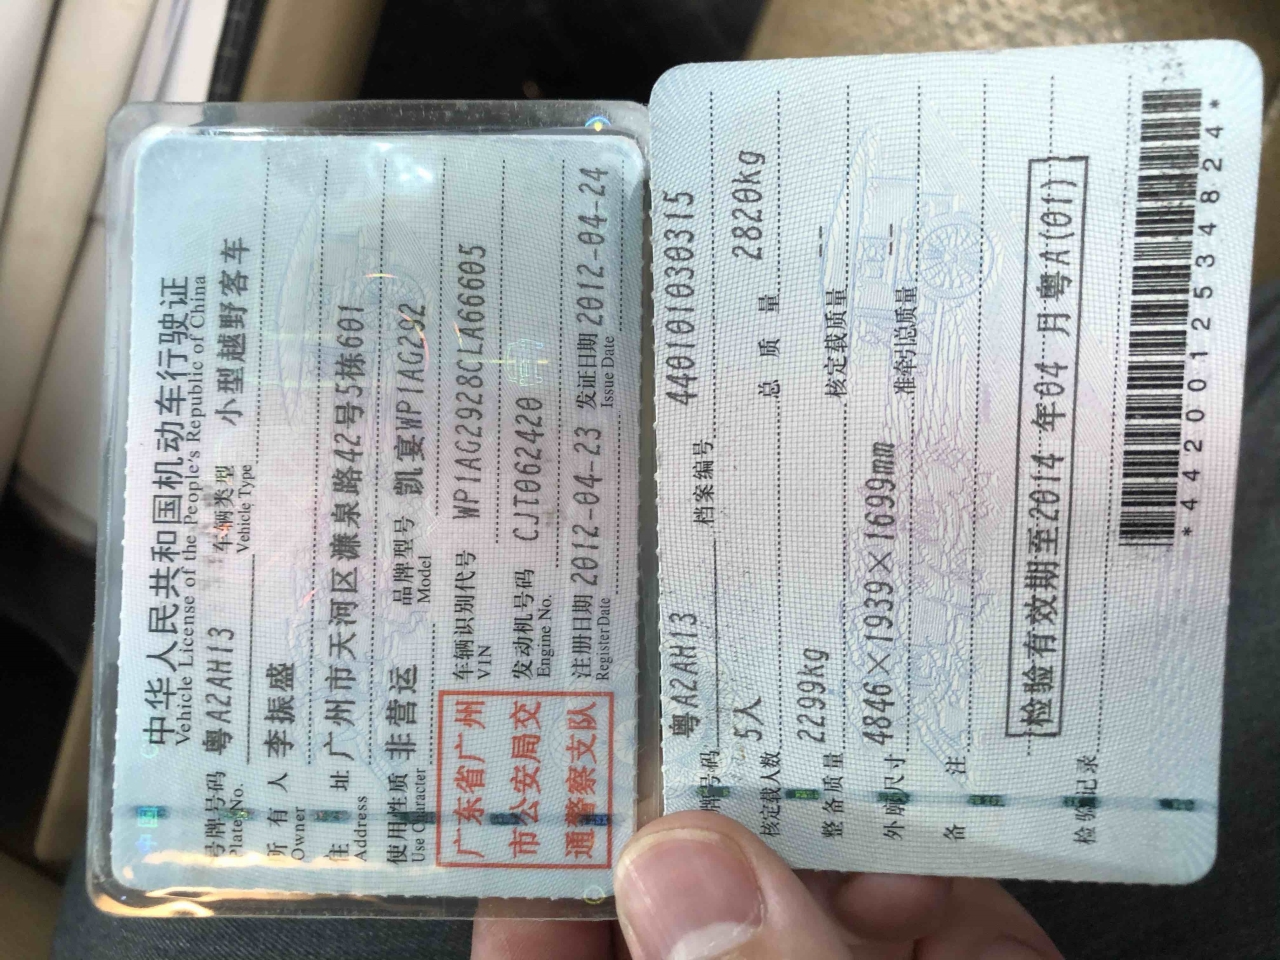 中华人民共和国机动车行驶证
Vehicle License of the People's Republic of China
号牌号码 粤A2AH13 车辆类型 小型越野客车
Plate No. Vehicle Type
所有人 李振盛
Owner
住址 广州市天河区濂泉路42号5栋601
Address
使用性质 非营运 品牌型号 凯宴WP1AG292
Use Character Model
广东省广州
市公安局交
通警察支队
车辆识别代号 WP1AG2928CLA66605
VIN
发动机号码 CJT062420
Engine No.
注册日期 2012-04-23 发证日期 2012-04-24
Register Date Issue Date
牌号码 粤A2AH13 档案编号 440101030315
核定载人数 5人 总质量 2820kg
整备质量 2299kg 核定载质量 --
外廓尺寸 4846×1939×1699mm 准牵引总质量 --
备注
检验记录 检验有效期至2014年04月粤A(01)
*4420012534824*